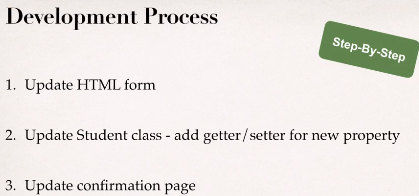 Development Process
Step-By-Step
1. Update HTML form
2. Update Student class - add getter/setter for new property
3. Update confirmation page